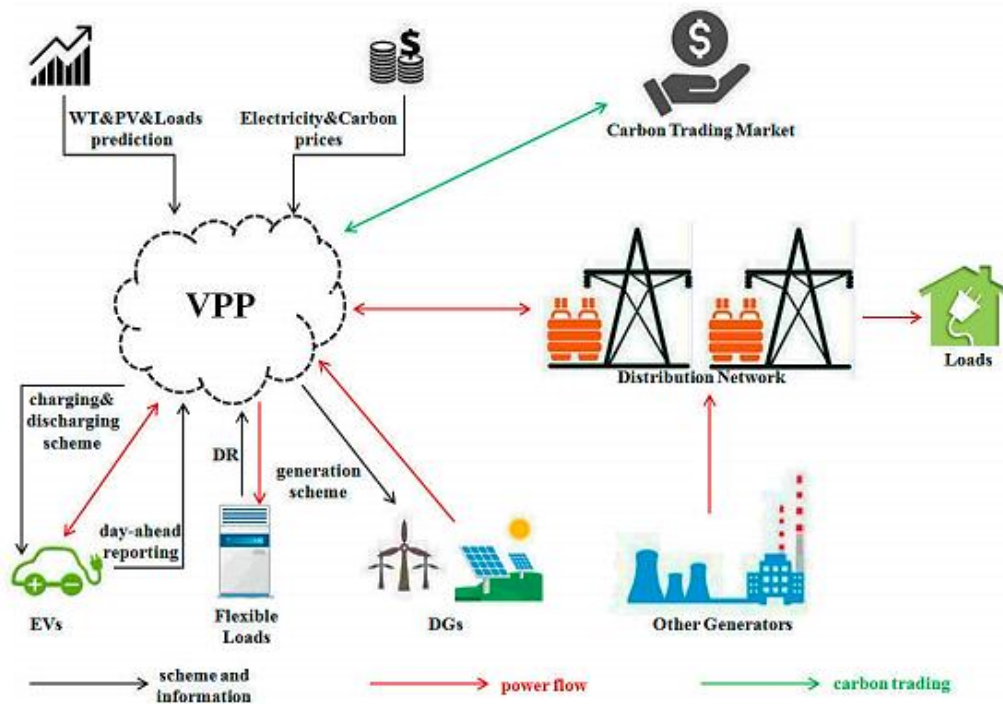 $
$
WT&PV&Loads
prediction
Electricity&Carbon
prices
Carbon Trading Market
VPP
Distribution Network
Loads
charging&
discharging
scheme
DR
generation
scheme
day-ahead
reporting
EVs
Flexible
Loads
DGs
Other Generators
scheme and
information
power flow
carbon trading